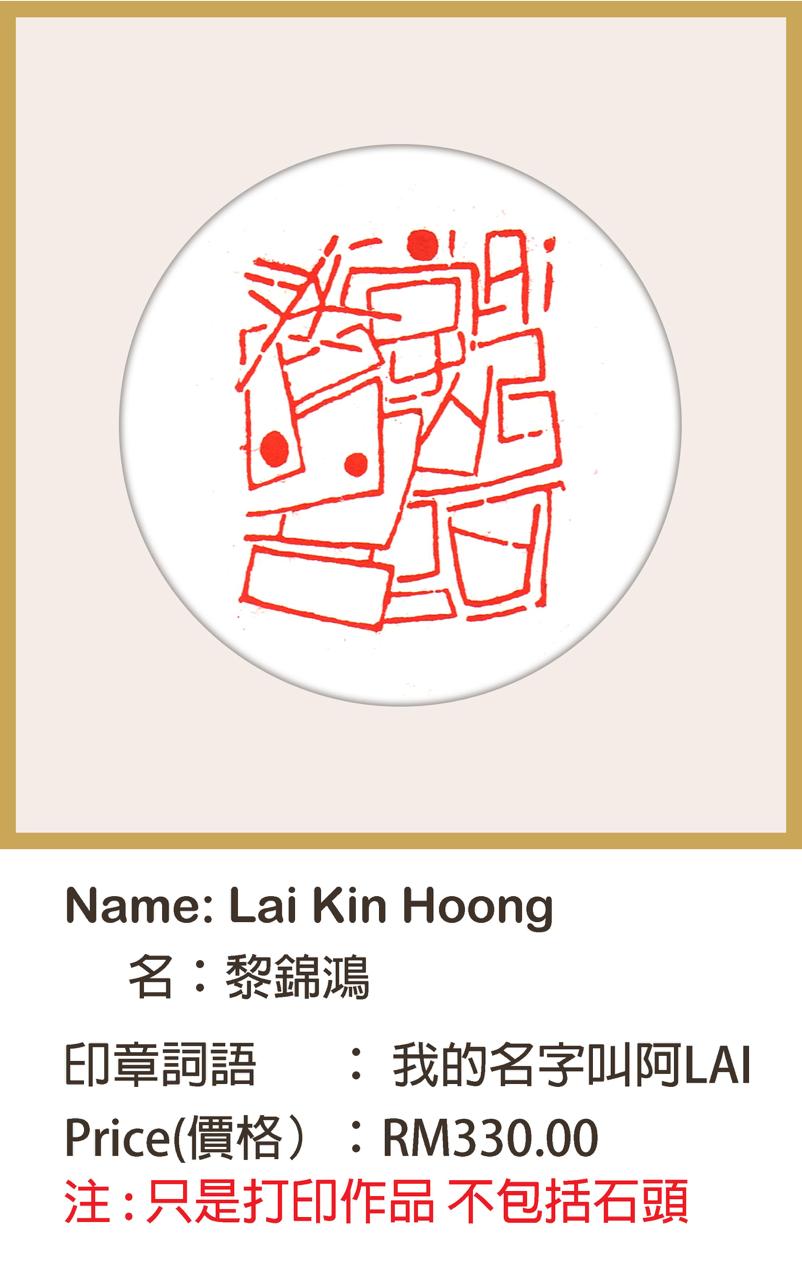 Ai
Name: Lai Kin Hoong
名：黎錦鴻
印章詞語 ： 我的名字叫阿LAI
Price(價格）：RM330.00
注 : 只是打印作品 不包括石頭